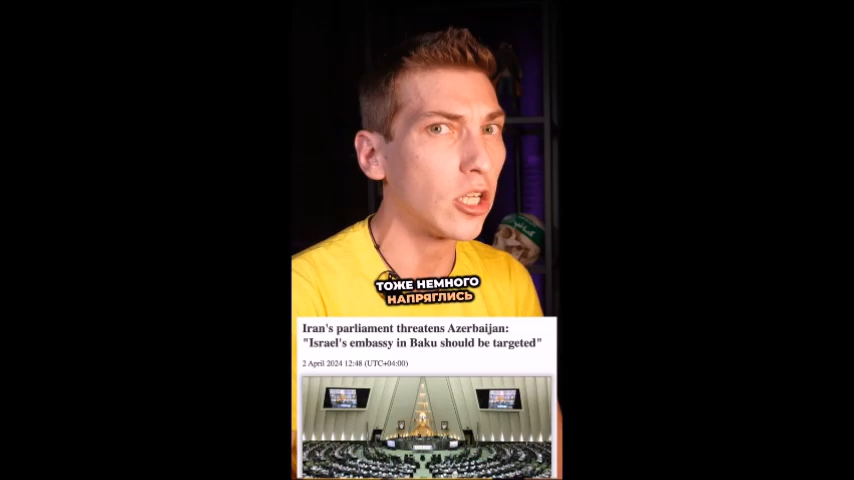 ТОЖЕ НЕМНОГО
НАПРЯГЛИСЬ
Iran's parliament threatens Azerbaijan:
"Israel's embassy in Baku should be targeted"
2 April 2024 12:48 (UTC+04:00)